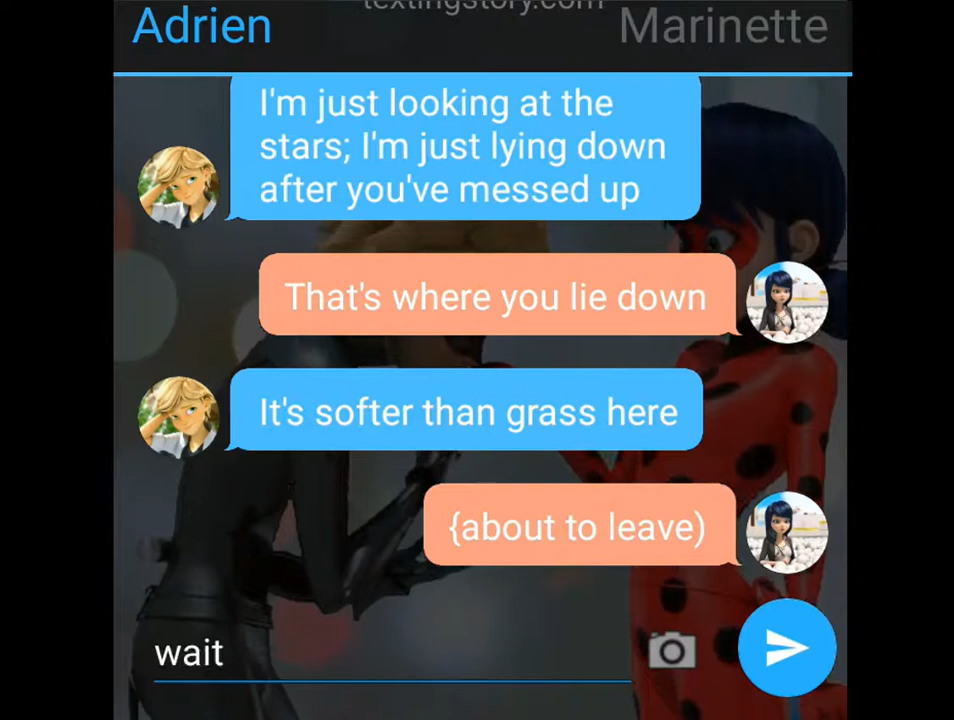 textingstory.com
Adrien Marinette
I'm just looking at the
stars; I'm just lying down
after you've messed up
That's where you lie down
It's softer than grass here
{about to leave)
wait